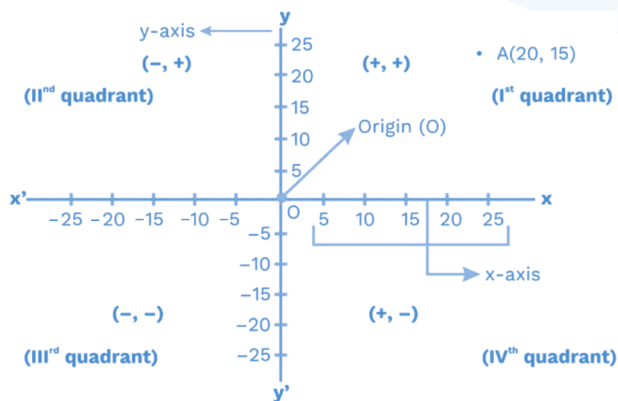 y
y-axis
25
(−, +)
(+, +)
A(20, 15)
20
(IInd quadrant)
15
(Ist quadrant)
10
Origin (O)
5
x'
x
O
−25 −20 −15 −10 −5
5 10 15 20 25
−5
−10
x-axis
−15
(−, −)
(+, −)
−20
(IIIrd quadrant)
−25
(IVth quadrant)
y'